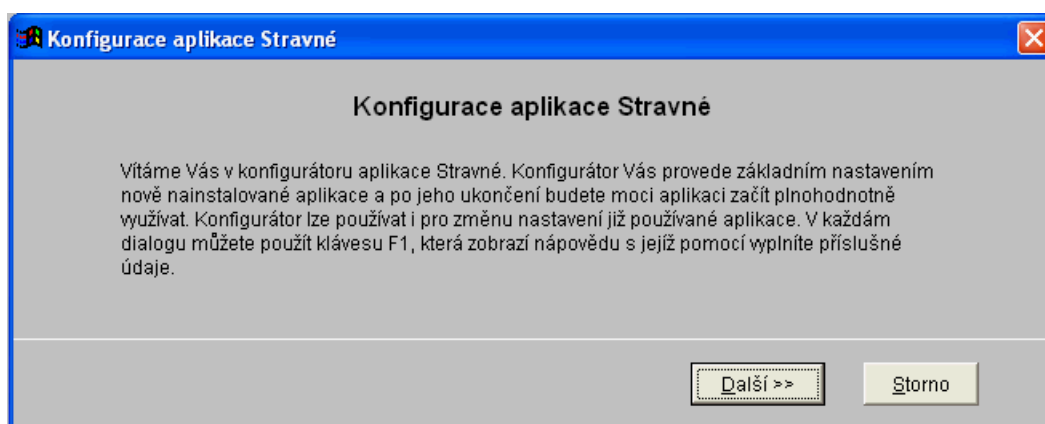 Konfigurace aplikace Stravné
Konfigurace aplikace Stravné
Vítáme Vás v konfigurátoru aplikace Stravné. Konfigurátor Vás provede základním nastavením
nově nainstalované aplikace a po jeho ukončení budete moci aplikaci začít plnohodnotně
využívat. Konfigurátor lze používat i pro změnu nastavení již používané aplikace. V každám
dialogu můžete použít klávesu F1, která zobrazí nápovědu s jejíž pomocí vyplníte příslušné
údaje.
Další >>
Storno